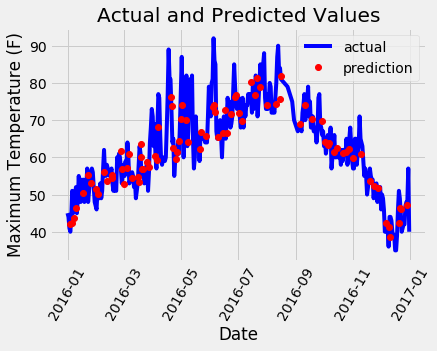 Actual and Predicted Values
actual
prediction
Maximum Temperature (F)
90
80
70
60
50
40
2016-01
2016-03
2016-05
2016-07
2016-09
2016-11
2017-01
Date